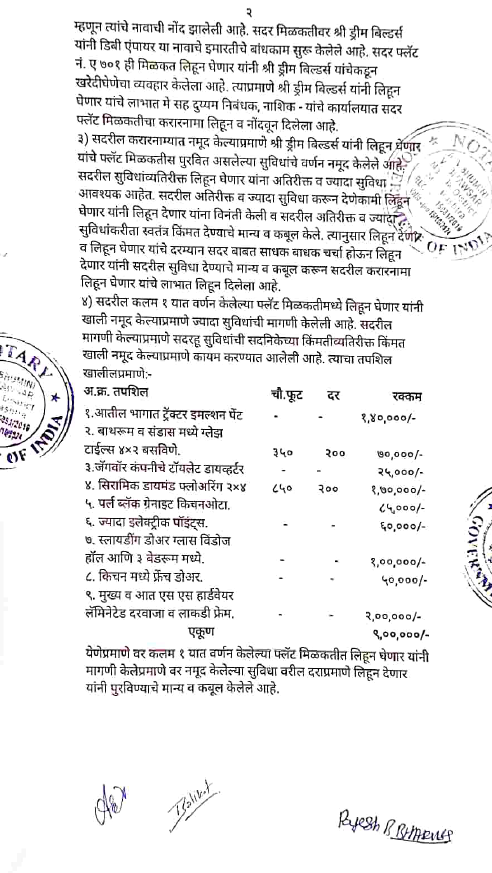 २
म्हणून त्यांचे नावाची नोंद झालेली आहे. सदर मिळकतीवर श्री ड्रीम बिल्डर्स
यांनी डिबी एंपायर या नावाचे इमारतीचे बांधकाम सुरू केलेले आहे. सदर फ्लॅट
नं. ए ७०१ ही मिळकत लिहून घेणार यांनी श्री ड्रीम बिल्डर्स यांचेकडून
खरेदीघेणेचा व्यवहार केलेला आहे. त्याप्रमाणे श्री ड्रीम बिल्डर्स यांनी लिहून
घेणार यांचे लाभात मे सह दुय्यम निबंधक, नाशिक - यांचे कार्यालयात सदर
फ्लॅट मिळकतीचा करारनामा लिहून व नोंदवून दिलेला आहे.
३) सदरील करारनाम्यात नमूद केल्याप्रमाणे श्री ड्रीम बिल्डर्स यांनी लिहून घेणार
यांचे फ्लॅट मिळकतीस पुरवित असलेल्या सुविधांचे वर्णन नमूद केलेले आहे.
सदरील सुविधांव्यतिरीक्त लिहून घेणार यांना अतिरीक्त व ज्यादा सुविधा
आवश्यक आहेत. सदरील अतिरीक्त व ज्यादा सुविधा करून देणेकामी लिहून
घेणार यांनी लिहून देणार यांना विनंती केली व सदरील अतिरीक्त व ज्यादा
सुविधांकरीता स्वतंत्र किंमत देण्याचे मान्य व कबूल केले. त्यानुसार लिहून देणार
व लिहून घेणार यांचे दरम्यान सदर बाबत साधक बाधक चर्चा होऊन लिहून
देणार यांनी सदरील सुविधा देण्याचे मान्य व कबूल करून सदरील करारनामा
लिहून घेणार यांचे लाभात लिहून दिलेला आहे.
४) सदरील कलम १ यात वर्णन केलेल्या फ्लॅट मिळकतीमध्ये लिहून घेणार यांनी
खाली नमूद केल्याप्रमाणे ज्यादा सुविधांची मागणी केलेली आहे. सदरील
मागणी केल्याप्रमाणे सदरहू सुविधांची सदनिकेच्या किंमतीव्यतिरीक्त किंमत
खाली नमूद केल्याप्रमाणे कायम करण्यात आलेली आहे. त्याचा तपशिल
खालीलप्रमाणे:-
अ.क्र. तपशिल चौ.फूट दर रक्कम
१.आतील भागात ट्रॅक्टर इमल्शन पेंट - - १,४०,०००/-
२. बाथरूम व संडास मध्ये ग्लेझ
टाईल्स ४×२ बसविणे. ३५० २०० ७०,०००/-
३.जॅगवॉर कंपनीचे टॉयलेट डायव्हर्टर - - २५,०००/-
४. सिरामिक डायमंड फ्लोअरिंग २×४ ८५० २०० १,७०,०००/-
५. पर्ल ब्लॅक ग्रेनाइट किचनओटा. ८५,०००/-
६. ज्यादा इलेक्ट्रीक पॉइंट्स. - - ६०,०००/-
७. स्लायडींग डोअर ग्लास विंडोज
हॉल आणि ३ बेडरूम मध्ये. - - १,००,०००/-
८. किचन मध्ये फ्रेंच डोअर. - - ५०,०००/-
९. मुख्य व आत एस एस हार्डवेयर
लॅमिनेटेड दरवाजा व लाकडी फ्रेम. - - २,००,०००/-
एकूण ९,००,०००/-
येणेप्रमाणे वर कलम १ यात वर्णन केलेल्या फ्लॅट मिळकतीत लिहून घेणार यांनी
मागणी केलेप्रमाणे वर नमूद केलेल्या सुविधा वरील दराप्रमाणे लिहून देणार
यांनी पुरविण्याचे मान्य व कबूल केलेले आहे.
NOTARY
OF INDIA
TARY
OF INDIA
GOVERNMEN
Rajesh B